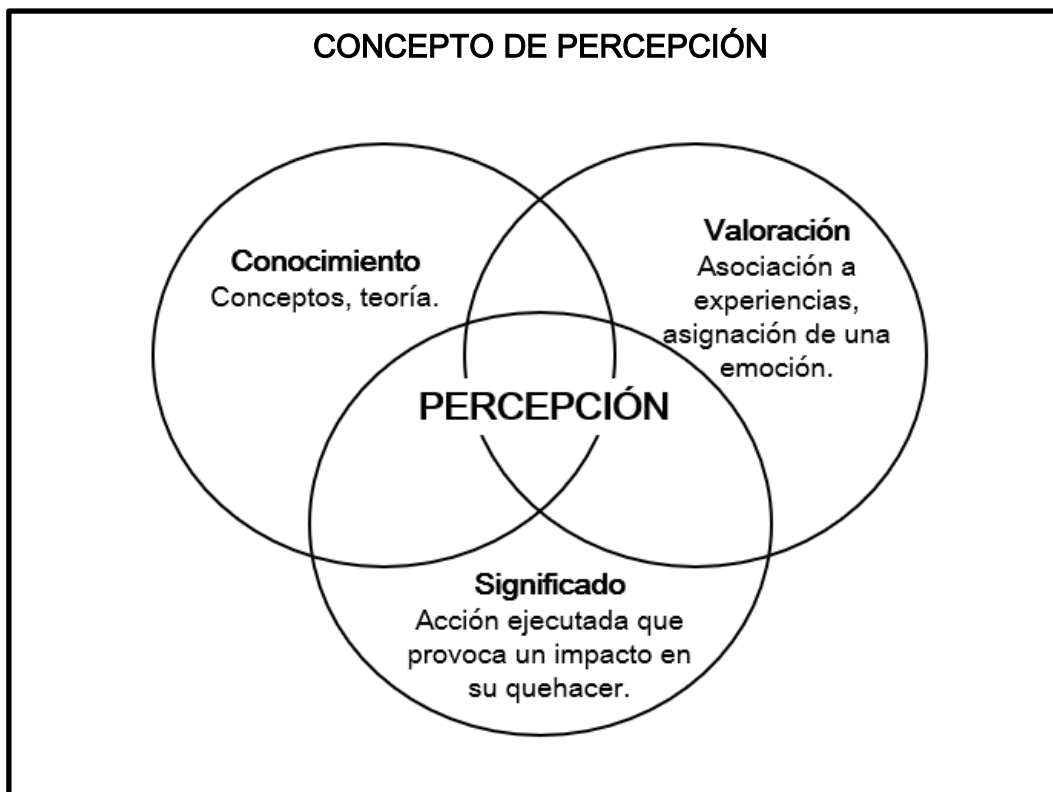 CONCEPTO DE PERCEPCIÓN
Conocimiento
Conceptos, teoría.
Valoración
Asociación a
experiencias,
asignación de una
emoción.
PERCEPCIÓN
Significado
Acción ejecutada que
provoca un impacto en
su quehacer.